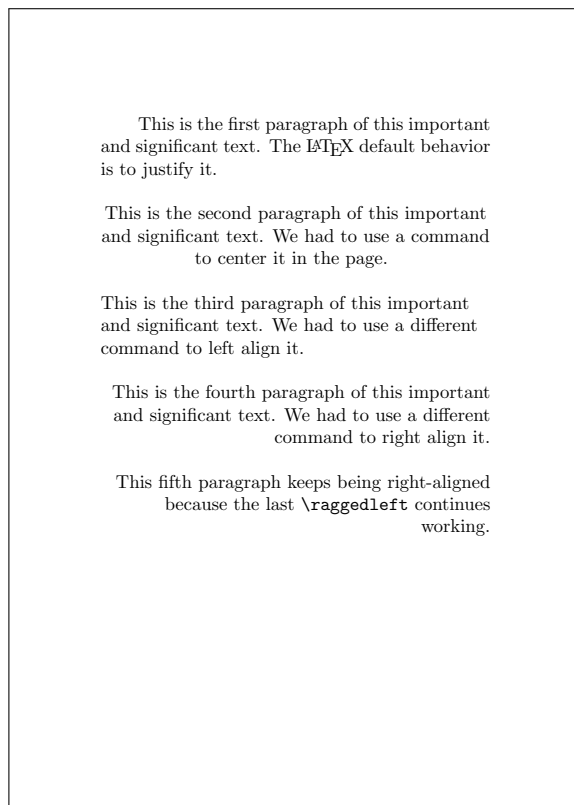 This is the first paragraph of this important
and significant text. The LATEX default behavior
is to justify it.
This is the second paragraph of this important
and significant text. We had to use a command
to center it in the page.
This is the third paragraph of this important
and significant text. We had to use a different
command to left align it.
This is the fourth paragraph of this important
and significant text. We had to use a different
command to right align it.
This fifth paragraph keeps being right-aligned
because the last \raggedleft continues
working.